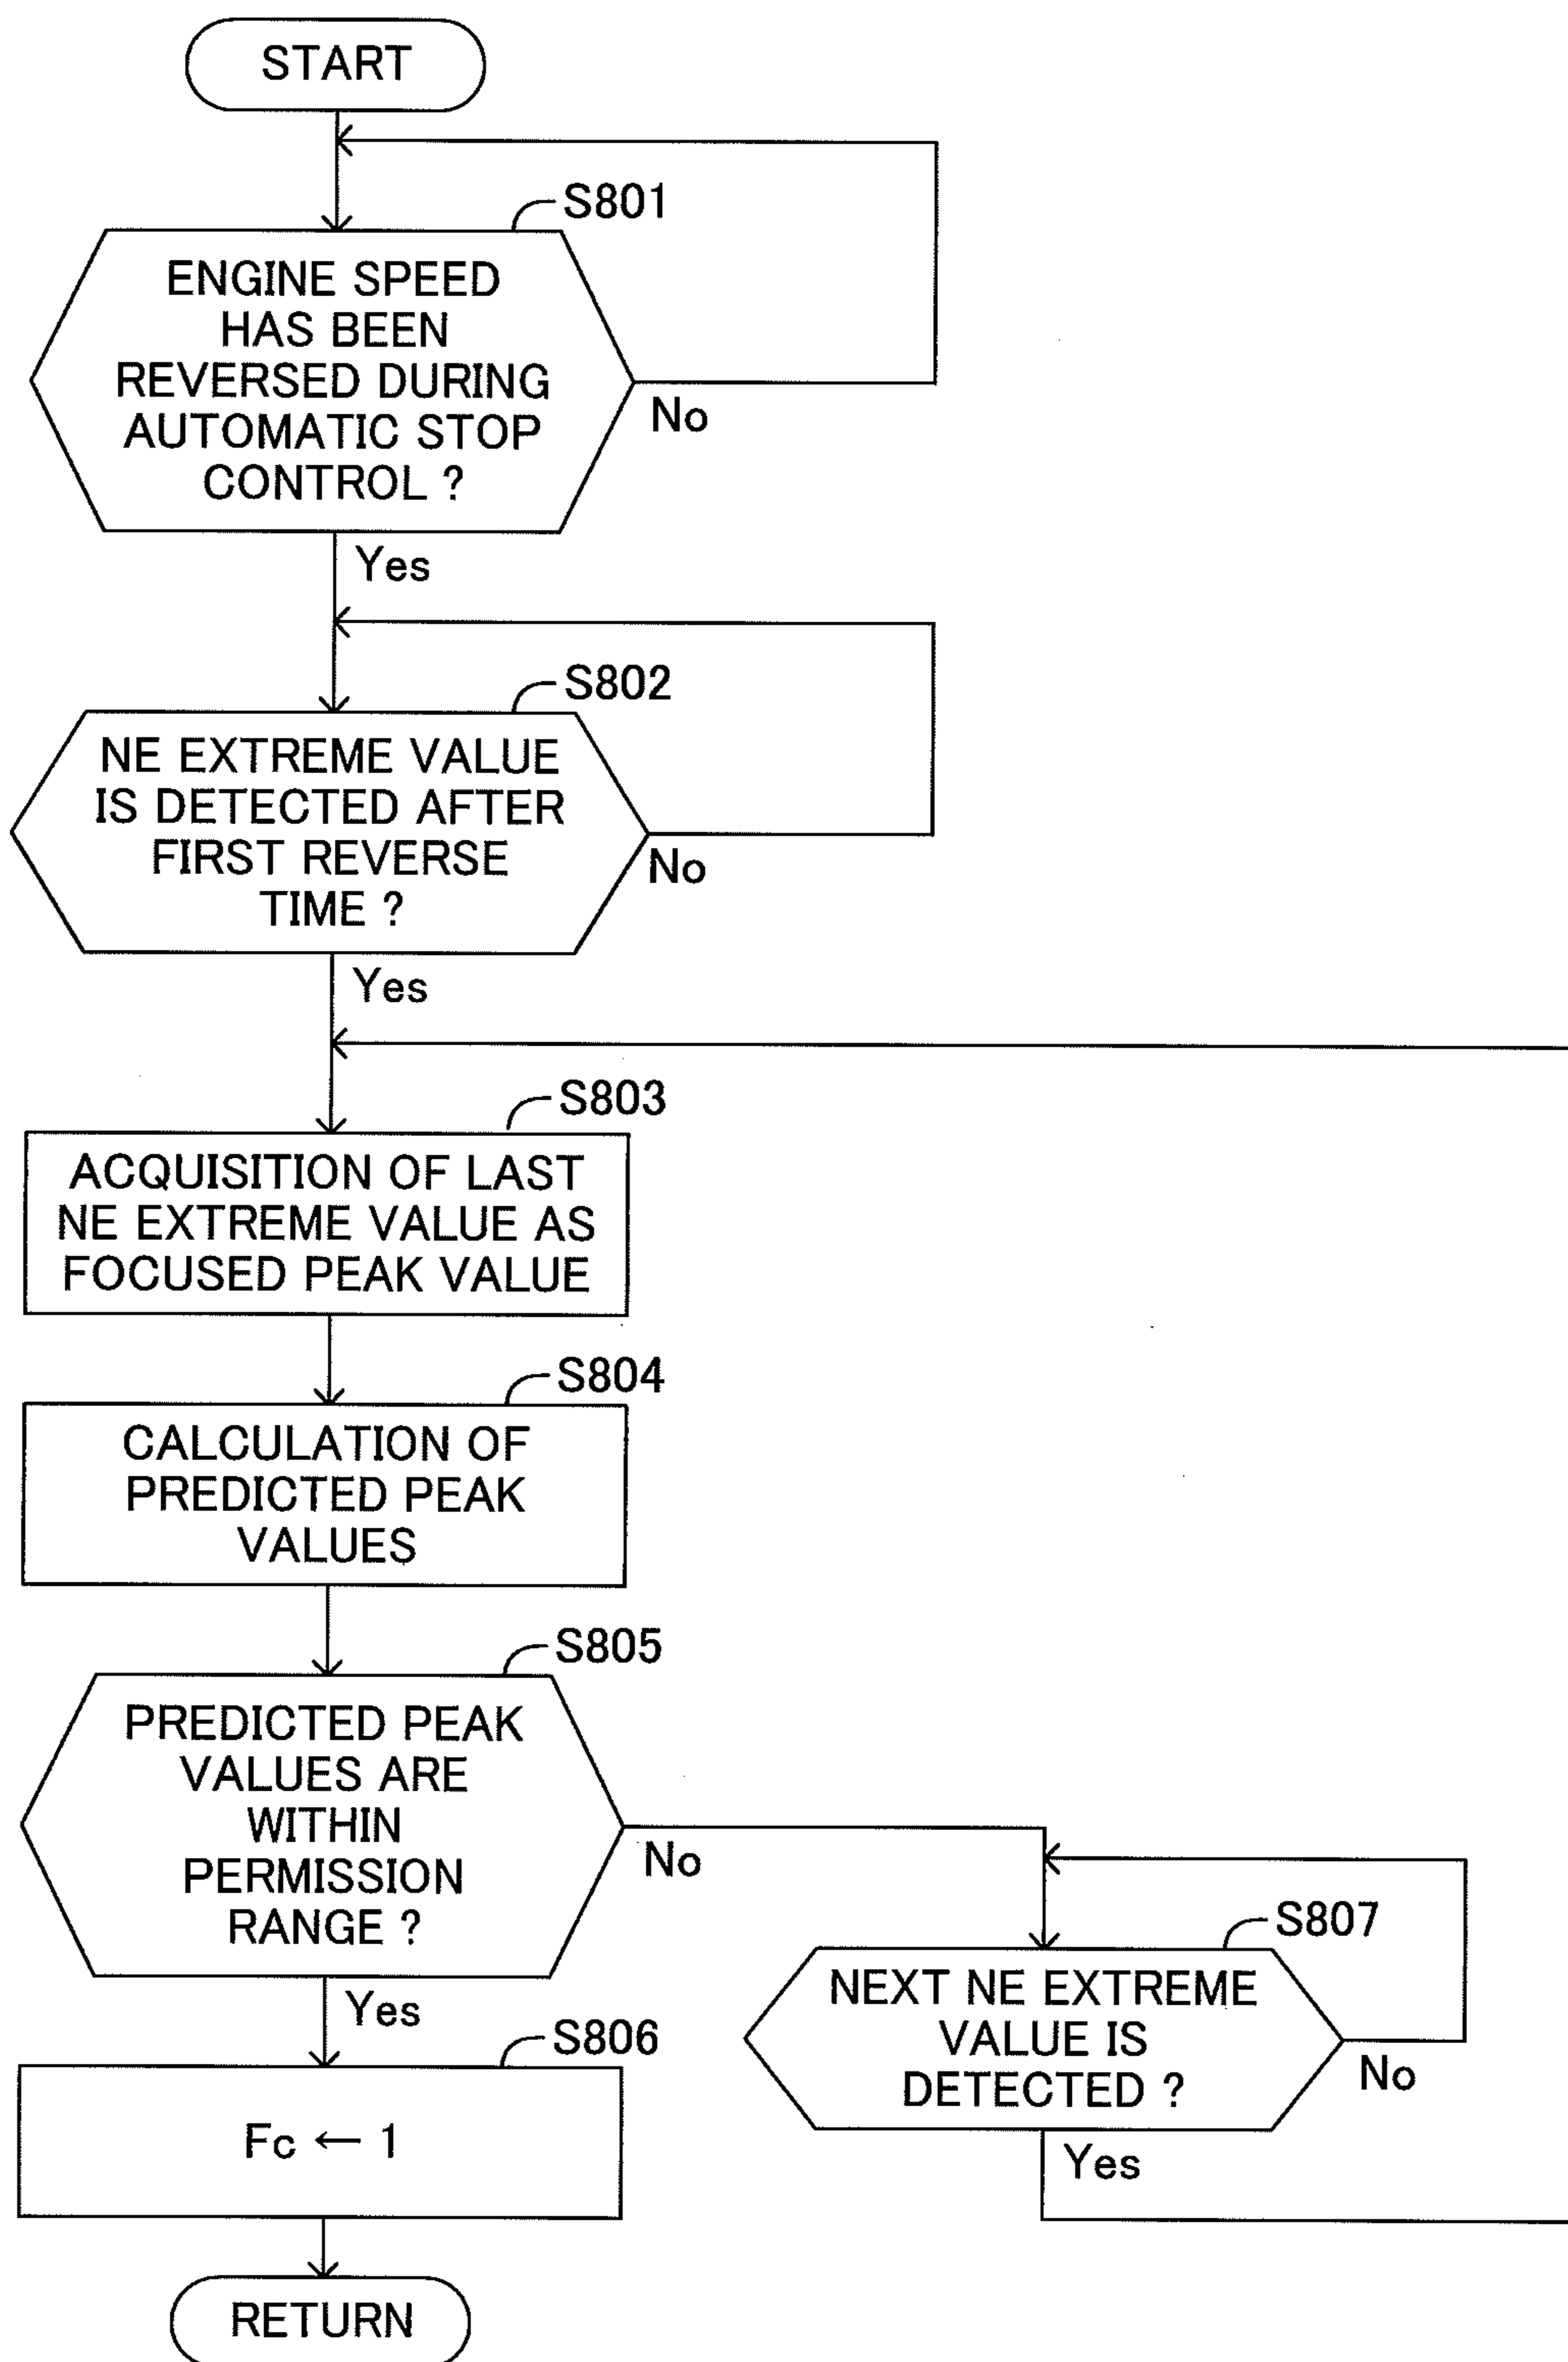 START
S801
ENGINE SPEED
HAS BEEN
REVERSED DURING
AUTOMATIC STOP
CONTROL ?
No
Yes
S802
NE EXTREME VALUE
IS DETECTED AFTER
FIRST REVERSE
TIME ?
No
Yes
S803
ACQUISITION OF LAST
NE EXTREME VALUE AS
FOCUSED PEAK VALUE
S804
CALCULATION OF
PREDICTED PEAK
VALUES
S805
PREDICTED PEAK
VALUES ARE
WITHIN
PERMISSION
RANGE ?
No
Yes
S807
NEXT NE EXTREME
VALUE IS
DETECTED ?
No
Yes
S806
Fc ← 1
RETURN